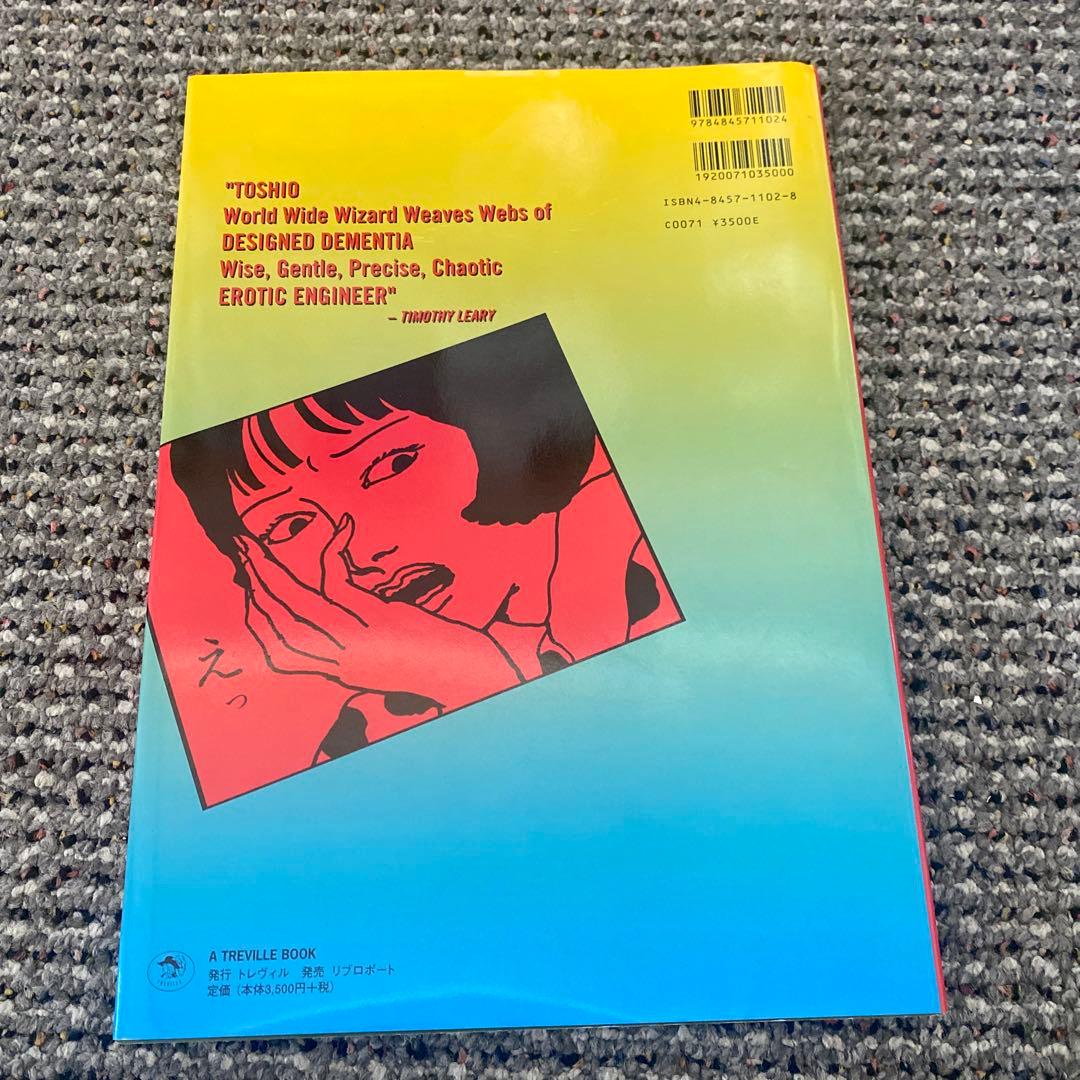 9784845711024
1920071035000
ISBN4-8457-1102-8
C0071 ¥3500E
"TOSHIO
World Wide Wizard Weaves Webs of
DESIGNED DEMENTIA
Wise, Gentle, Precise, Chaotic
EROTIC ENGINEER"
– TIMOTHY LEARY
えっ
TREVILLE
A TREVILLE BOOK
発行 トレヴィル 発売 リブロポート
定価 (本体3,500円+税)